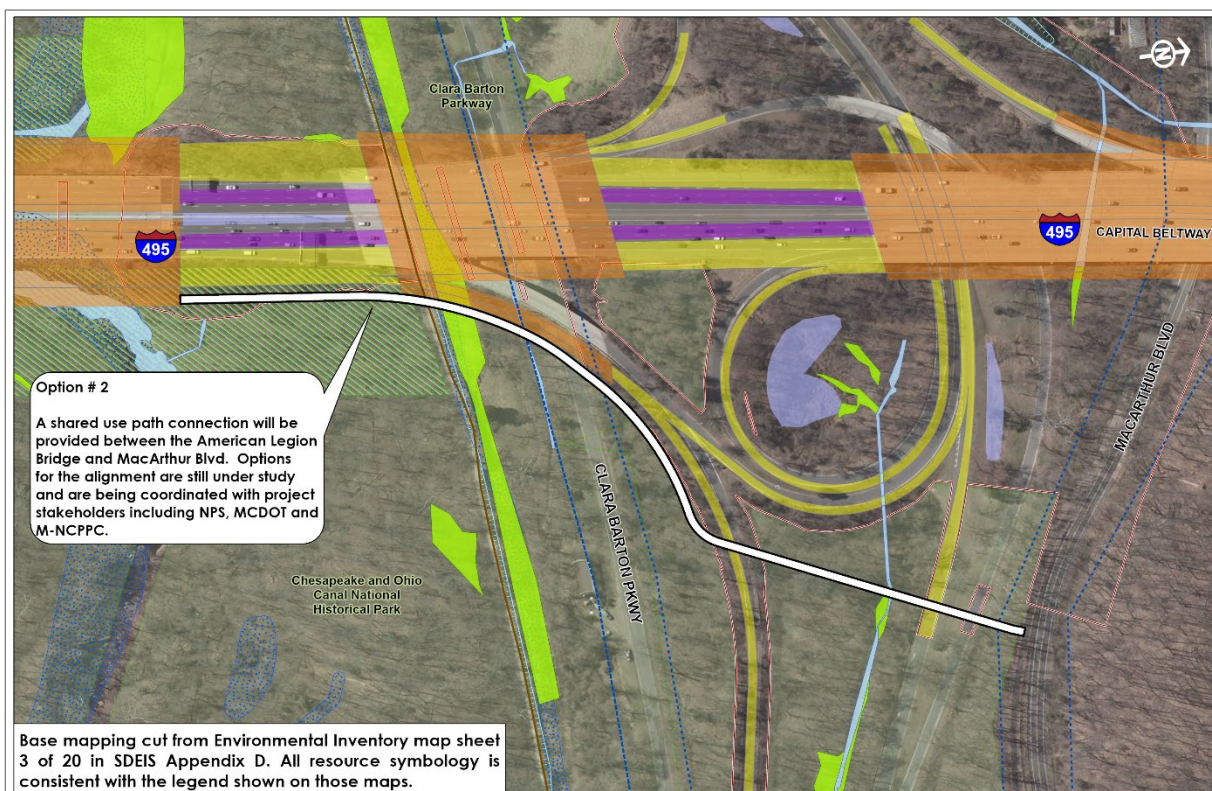 Clara Barton
Parkway
N
495
495
CAPITAL BELTWAY
Option # 2
A shared use path connection will be
provided between the American Legion
Bridge and MacArthur Blvd. Options
for the alignment are still under study
and are being coordinated with project
stakeholders including NPS, MCDOT and
M-NCPPC.
CLARA BARTON PKWY
MACARTHUR BLVD
Chesapeake and Ohio
Canal National
Historical Park
Base mapping cut from Environmental Inventory map sheet
3 of 20 in SDEIS Appendix D. All resource symbology is
consistent with the legend shown on those maps.